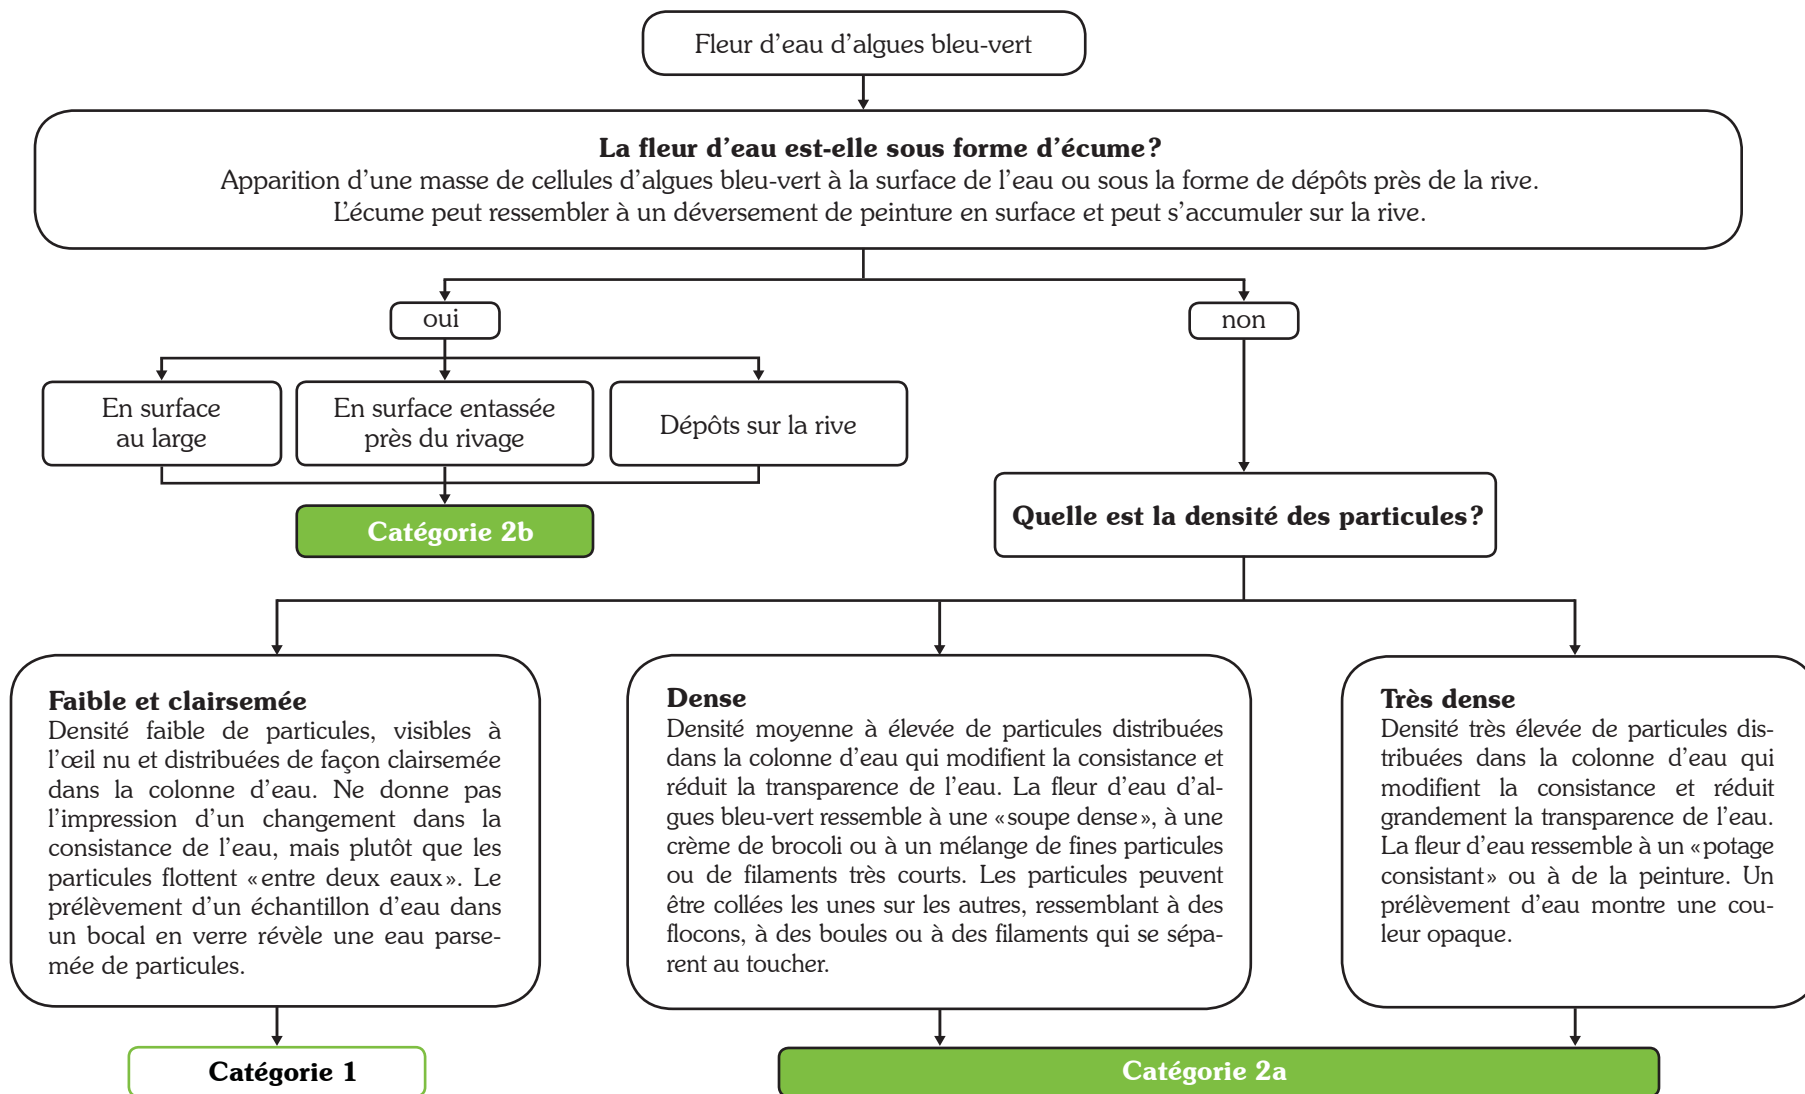 Fleur d'eau d'algues bleu-vert
La fleur d'eau est-elle sous forme d'écume?
Apparition d'une masse de cellules d'algues bleu-vert à la surface de l'eau ou sous la forme de dépôts près de la rive.
L'écume peut ressembler à un déversement de peinture en surface et peut s'accumuler sur la rive.
oui
non
En surface
au large
En surface entassée
près du rivage
Dépôts sur la rive
Catégorie 2b
Quelle est la densité des particules?
Faible et clairsemée
Densité faible de particules, visibles à
l'œil nu et distribuées de façon clairsemée
dans la colonne d'eau. Ne donne pas
l'impression d'un changement dans la
consistance de l'eau, mais plutôt que les
particules flottent «entre deux eaux». Le
prélèvement d'un échantillon d'eau dans
un bocal en verre révèle une eau parse-
mée de particules.
Dense
Densité moyenne à élevée de particules distribuées
dans la colonne d'eau qui modifient la consistance et
réduit la transparence de l'eau. La fleur d'eau d'al-
gues bleu-vert ressemble à une «soupe dense», à une
crème de brocoli ou à un mélange de fines particules
ou de filaments très courts. Les particules peuvent
être collées les unes sur les autres, ressemblant à des
flocons, à des boules ou à des filaments qui se sépa-
rent au toucher.
Très dense
Densité très élevée de particules dis-
tribuées dans la colonne d'eau qui
modifient la consistance et réduit
grandement la transparence de l'eau.
La fleur d'eau ressemble à un «potage
consistant» ou à de la peinture. Un
prélèvement d'eau montre une cou-
leur opaque.
Catégorie 1
Catégorie 2a